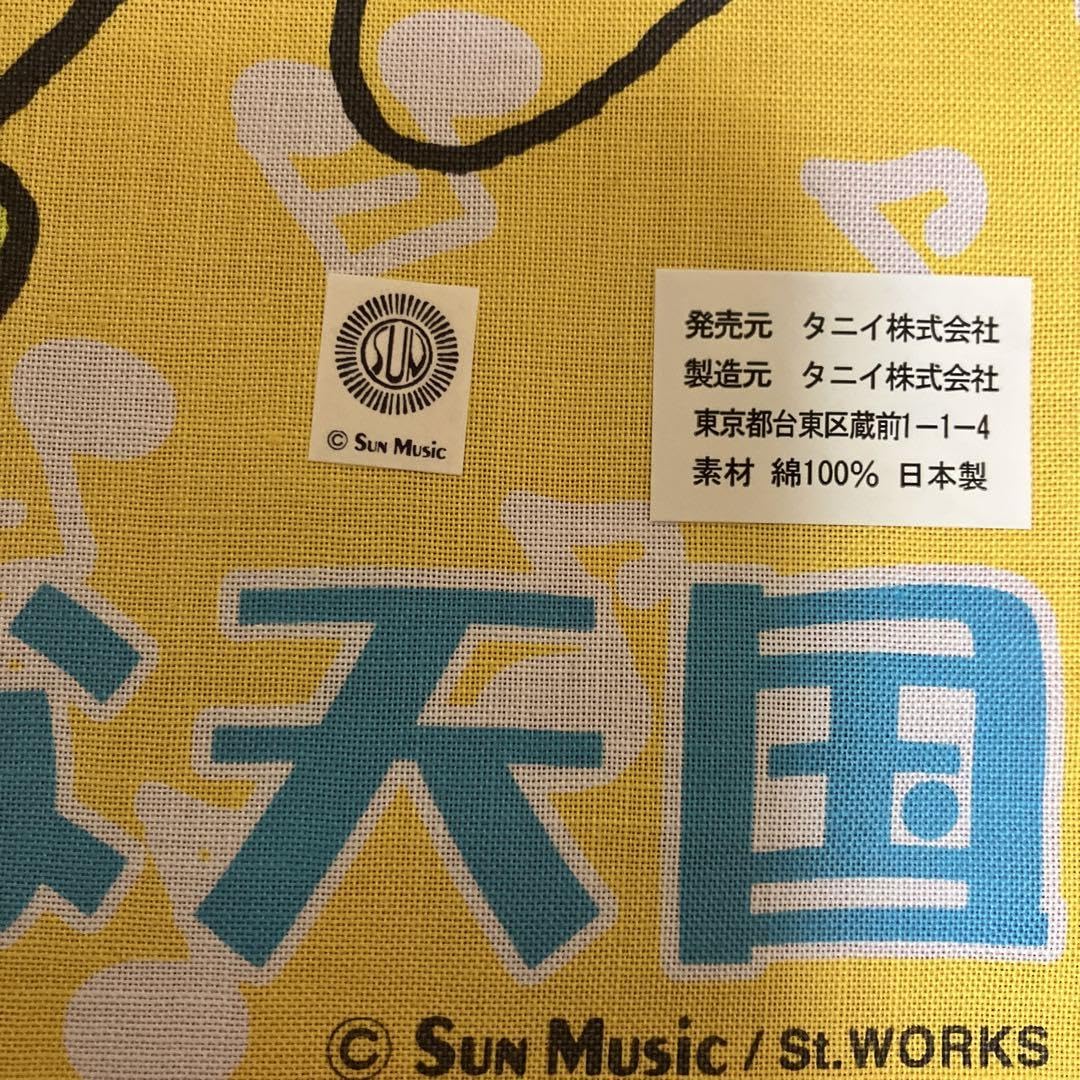 SUN
© SUN MUSIC
発売元 タニイ株式会社
製造元 タニイ株式会社
東京都台東区蔵前1-1-4
素材 綿100% 日本製
天国
© SUN MUSIC / St.WORKS